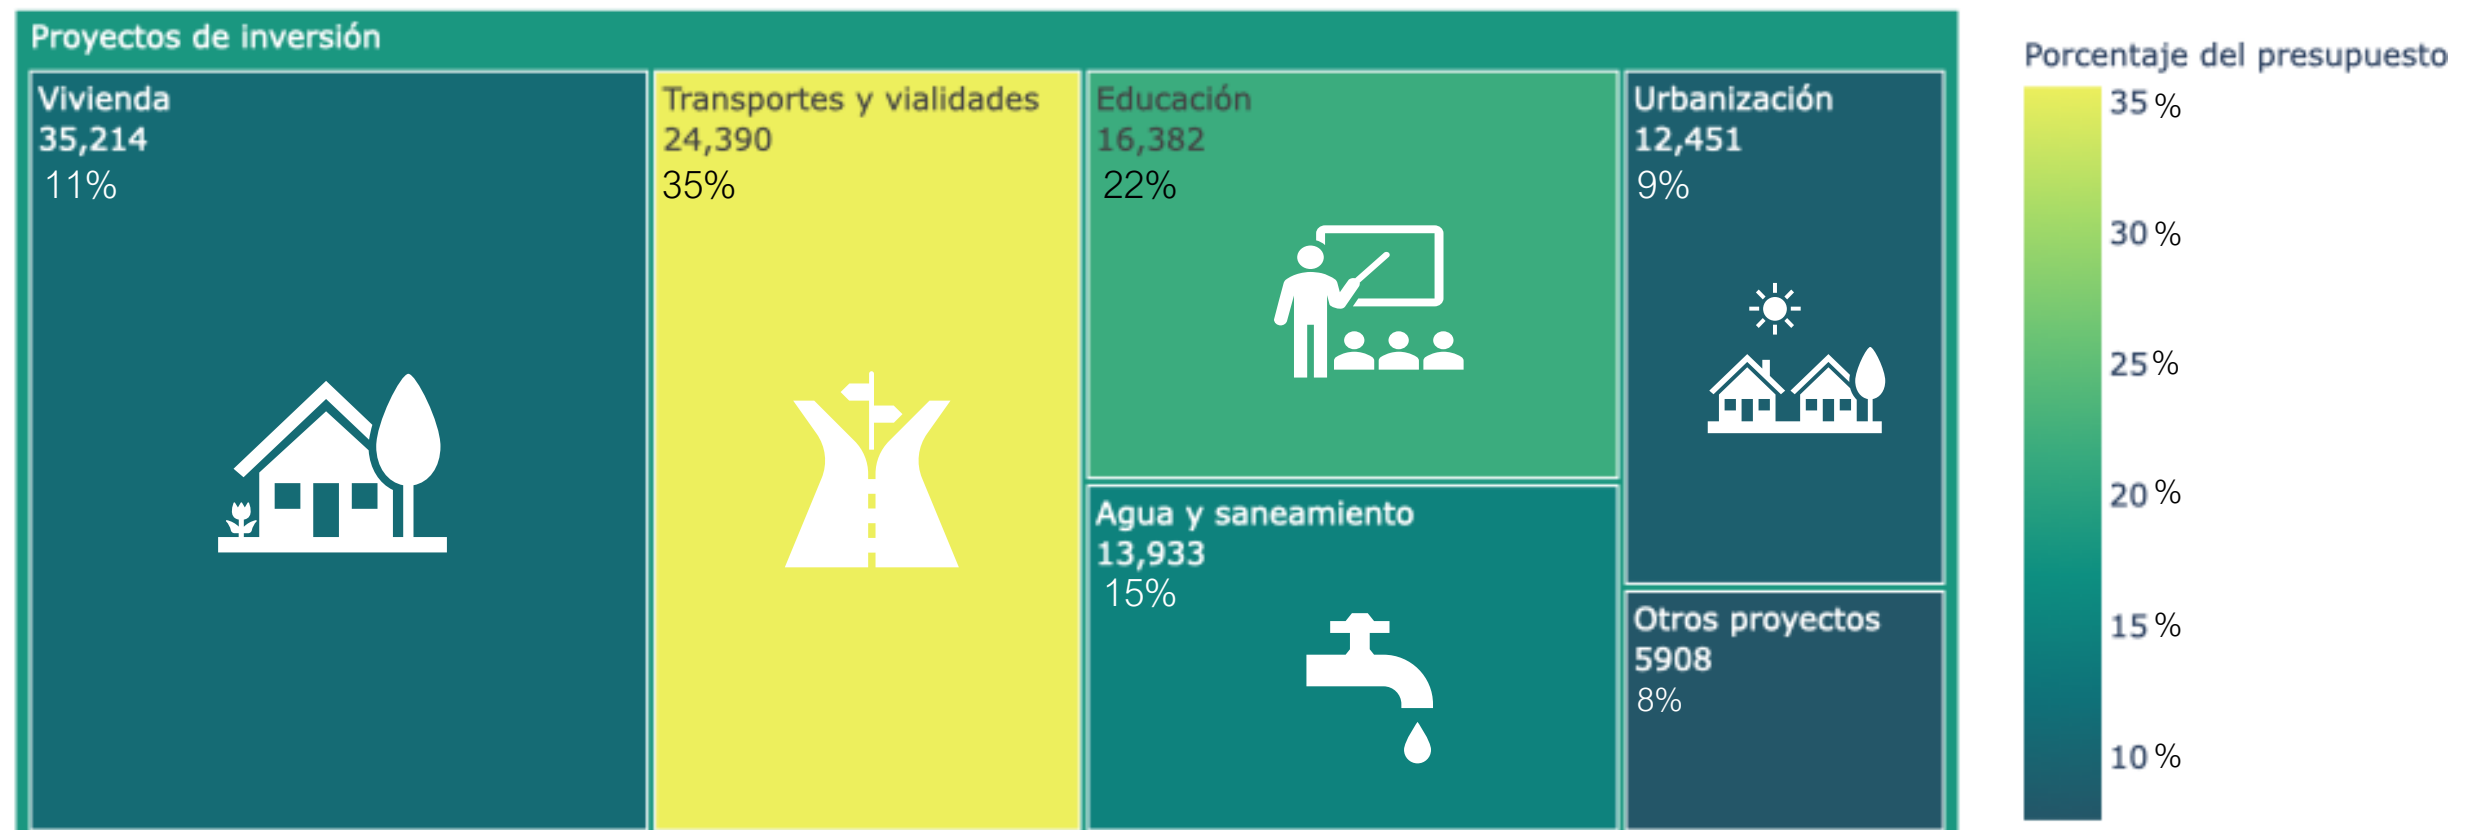 Proyectos de inversión
Vivienda
35,214
11%
Transportes y vialidades
24,390
35%
Educación
16,382
22%
Agua y saneamiento
13,933
15%
Urbanización
12,451
9%
Otros proyectos
5908
8%
Porcentaje del presupuesto
35 %
30 %
25 %
20 %
15 %
10 %